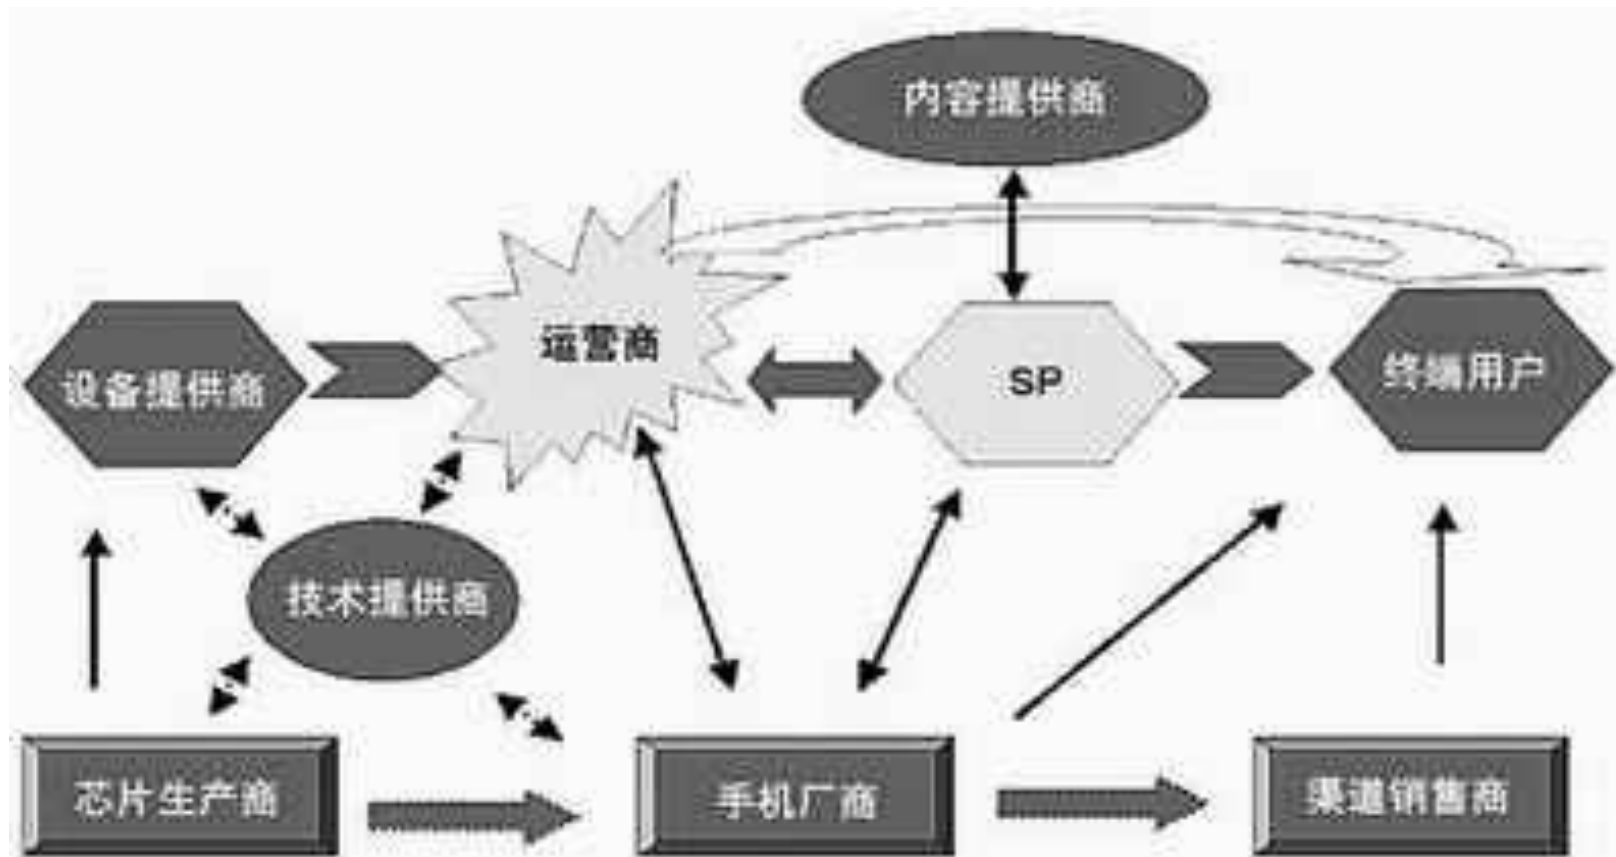 内容提供商
运营商
设备提供商
SP
终端用户
技术提供商
芯片生产商
手机厂商
渠道销售商